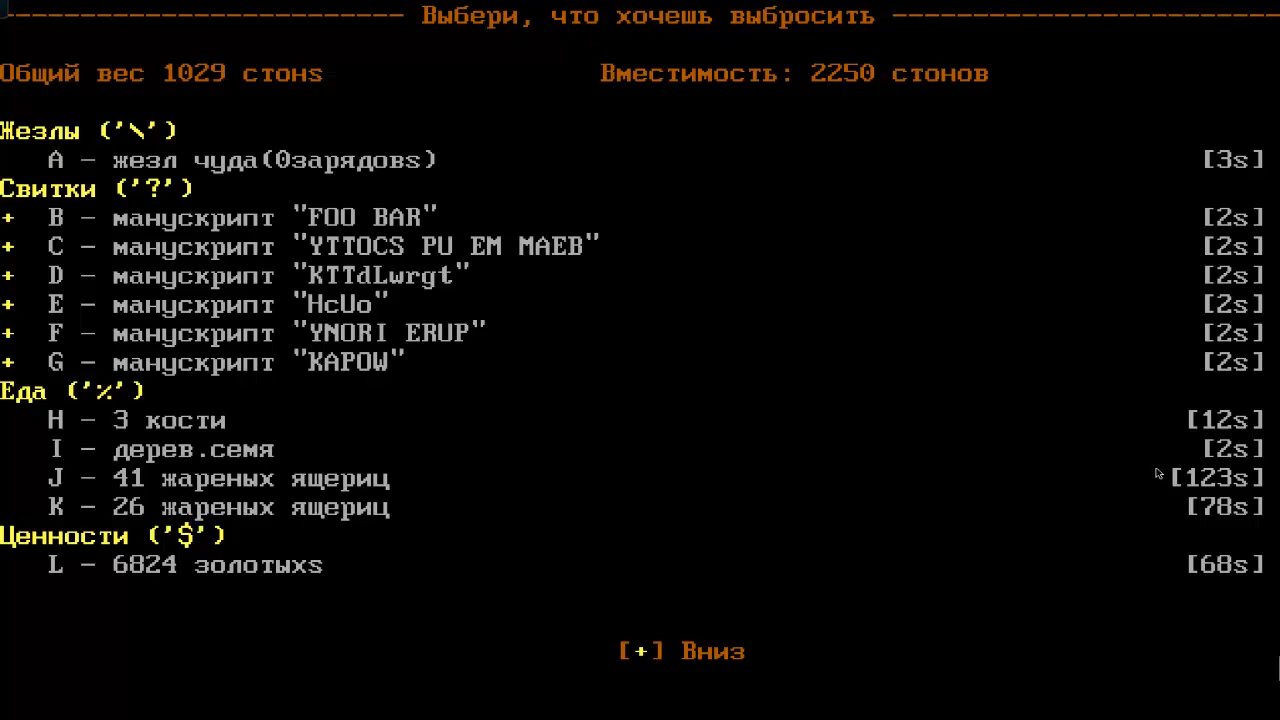 Выбери, что хочешь выбросить
Общий вес 1029 стонs Вместимость: 2250 стонов
Жезлы ('\')
A - жезл чуда(0зарядовs) [3s]
Свитки ('?')
+ B - манускрипт "FOO BAR" [2s]
+ C - манускрипт "YTTOCS PU EM MAEB" [2s]
+ D - манускрипт "KTTdLwrgt" [2s]
+ E - манускрипт "HcUo" [2s]
+ F - манускрипт "YNORI ERUP" [2s]
+ G - манускрипт "KAPOW" [2s]
Еда ('%')
H - 3 кости [12s]
I - дерев.семя [2s]
J - 41 жареных ящериц [123s]
K - 26 жареных ящериц [78s]
Ценности ('$')
L - 6824 золотыхs [68s]
[+] Вниз